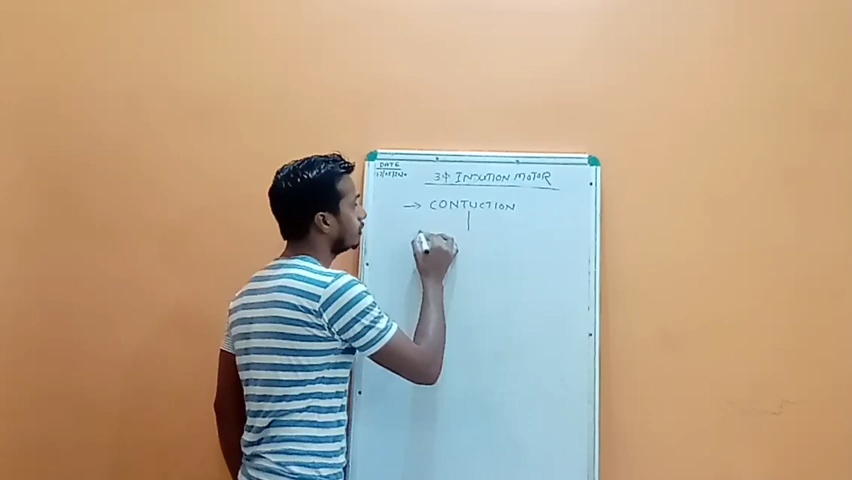 DATE
3Φ INDUTION MOTOR
→ CONTUCTION